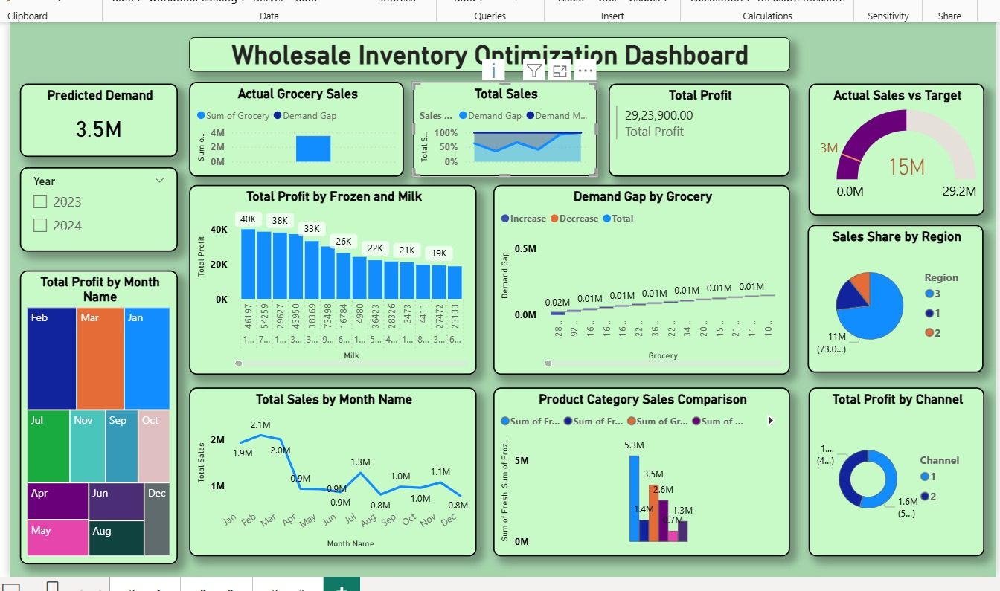 Clipboard
Data
Queries
Insert
Calculations
Sensitivity
Share
Wholesale Inventory Optimization Dashboard
Predicted Demand
3.5M
Year
2023
2024
Total Profit by Month
Name
Feb
Mar
Jan
Jul
Nov
Sep
Oct
Apr
Jun
Dec
May
Aug
Actual Grocery Sales
Sum of Grocery Demand Gap
Sum o...
4M
2M
0M
Total Sales
Sales ... Demand Gap Demand M...
Total S...
100%
50%
0%
Total Profit
29,23,900.00
Total Profit
Actual Sales vs Target
3M
15M
0.0M
29.2M
Total Profit by Frozen and Milk
Total Profit
40K
20K
0K
40K
38K
33K
26K
22K
21K
19K
46197
54259
29627
43950
38369
73498
16784
4980
36423
28326
3473
4411
27472
23133
1... 7... 1... 3... 3... 9... 6... 2... 5... 4... 1... 8... 3... 6...
Milk
Demand Gap by Grocery
Increase Decrease Total
Demand Gap
0.5M
0.0M
0.02M 0.01M 0.01M 0.01M 0.01M 0.01M 0.01M
28...
92...
16...
16...
16...
22...
36...
22...
34...
20...
15...
21...
11...
10...
Grocery
Sales Share by Region
Region
3
1
2
11M
(73.0...)
Total Sales by Month Name
Total Sales
2M
1M
1.9M
2.1M
2.0M
0.9M
0.9M
0.9M
1.3M
0.8M
1.0M
1.0M
1.1M
0.8M
Jan
Feb
Mar
Apr
May
Jun
Jul
Aug
Sep
Oct
Nov
Dec
Month Name
Product Category Sales Comparison
Sum of Fr... Sum of Fr... Sum of Gr... Sum of ...
Sum of Fresh, Sum of Froz...
5M
0M
5.3M
1.4M
3.5M
2.6M
0.7M
1.3M
Total Profit by Channel
1....
(4...)
Channel
1
2
1.6M
(5...)